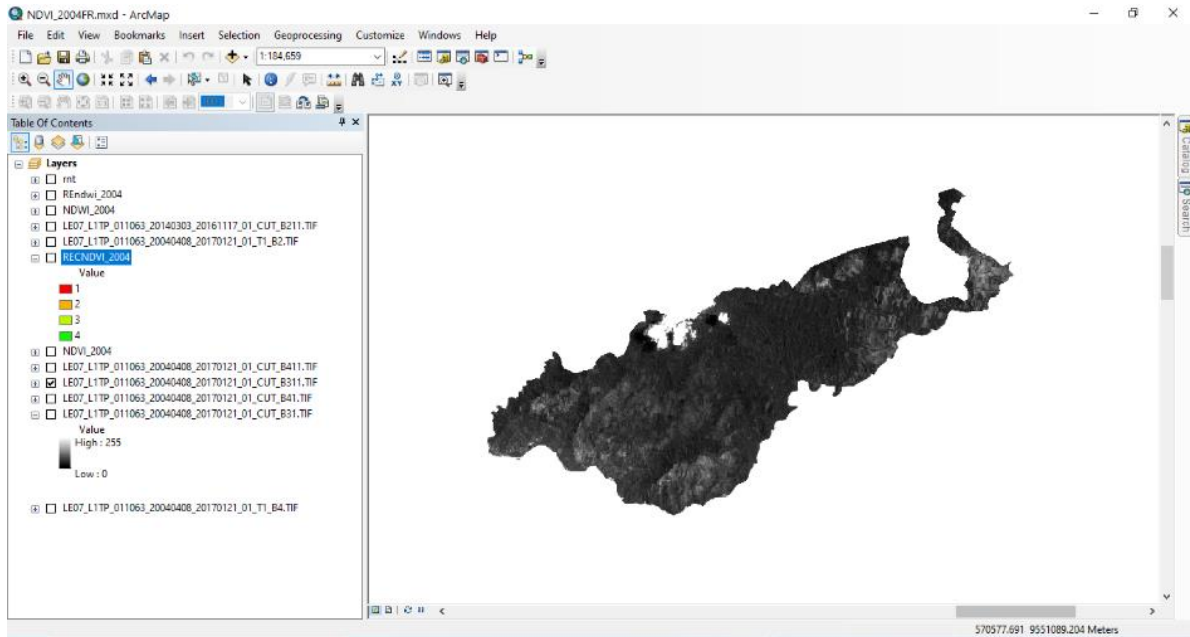 NDVI_2004FR.mxd - ArcMap
File Edit View Bookmarks Insert Selection Geoprocessing Customize Windows Help
1:184,659
Table Of Contents
Layers
rnt
REndwi_2004
NDWI_2004
LE07_L1TP_011063_20140303_20161117_01_CUT_B211.TIF
LE07_L1TP_011063_20040408_20170121_01_T1_B2.TIF
RECNDVI_2004
Value
1
2
3
4
NDVI_2004
LE07_L1TP_011063_20040408_20170121_01_CUT_B411.TIF
LE07_L1TP_011063_20040408_20170121_01_CUT_B311.TIF
LE07_L1TP_011063_20040408_20170121_01_CUT_B41.TIF
LE07_L1TP_011063_20040408_20170121_01_CUT_B31.TIF
Value
High : 255
Low : 0
LE07_L1TP_011063_20040408_20170121_01_T1_B4.TIF
Catalog
Search
570577.691 9551089.204 Meters